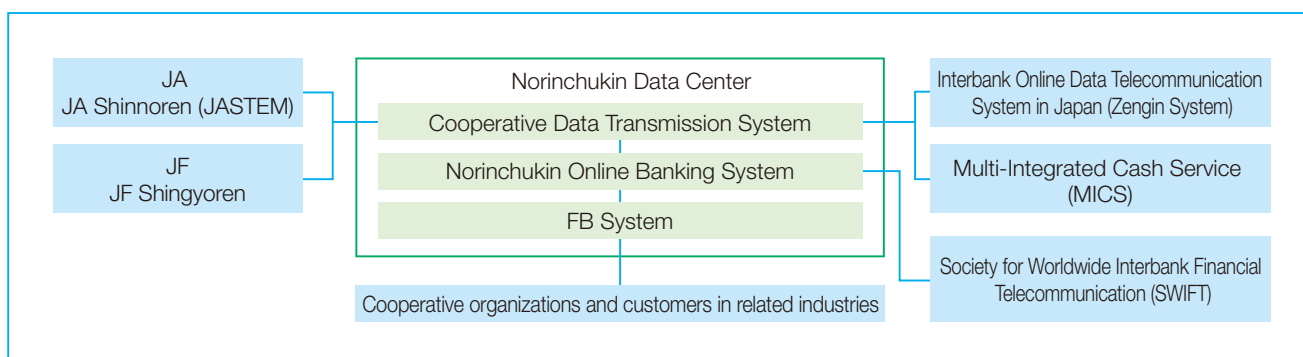 JA
JA Shinnoren (JASTEM)
JF
JF Shingyoren
Norinchukin Data Center
Cooperative Data Transmission System
Norinchukin Online Banking System
FB System
Cooperative organizations and customers in related industries
Interbank Online Data Telecommunication
System in Japan (Zengin System)
Multi-Integrated Cash Service
(MICS)
Society for Worldwide Interbank Financial
Telecommunication (SWIFT)